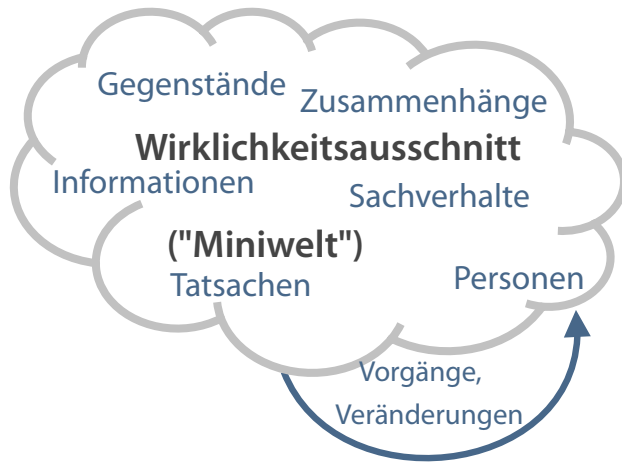 Gegenstände
Zusammenhänge
Wirklichkeitsausschnitt
Informationen
Sachverhalte
("Miniwelt")
Tatsachen
Personen
Vorgänge,
Veränderungen